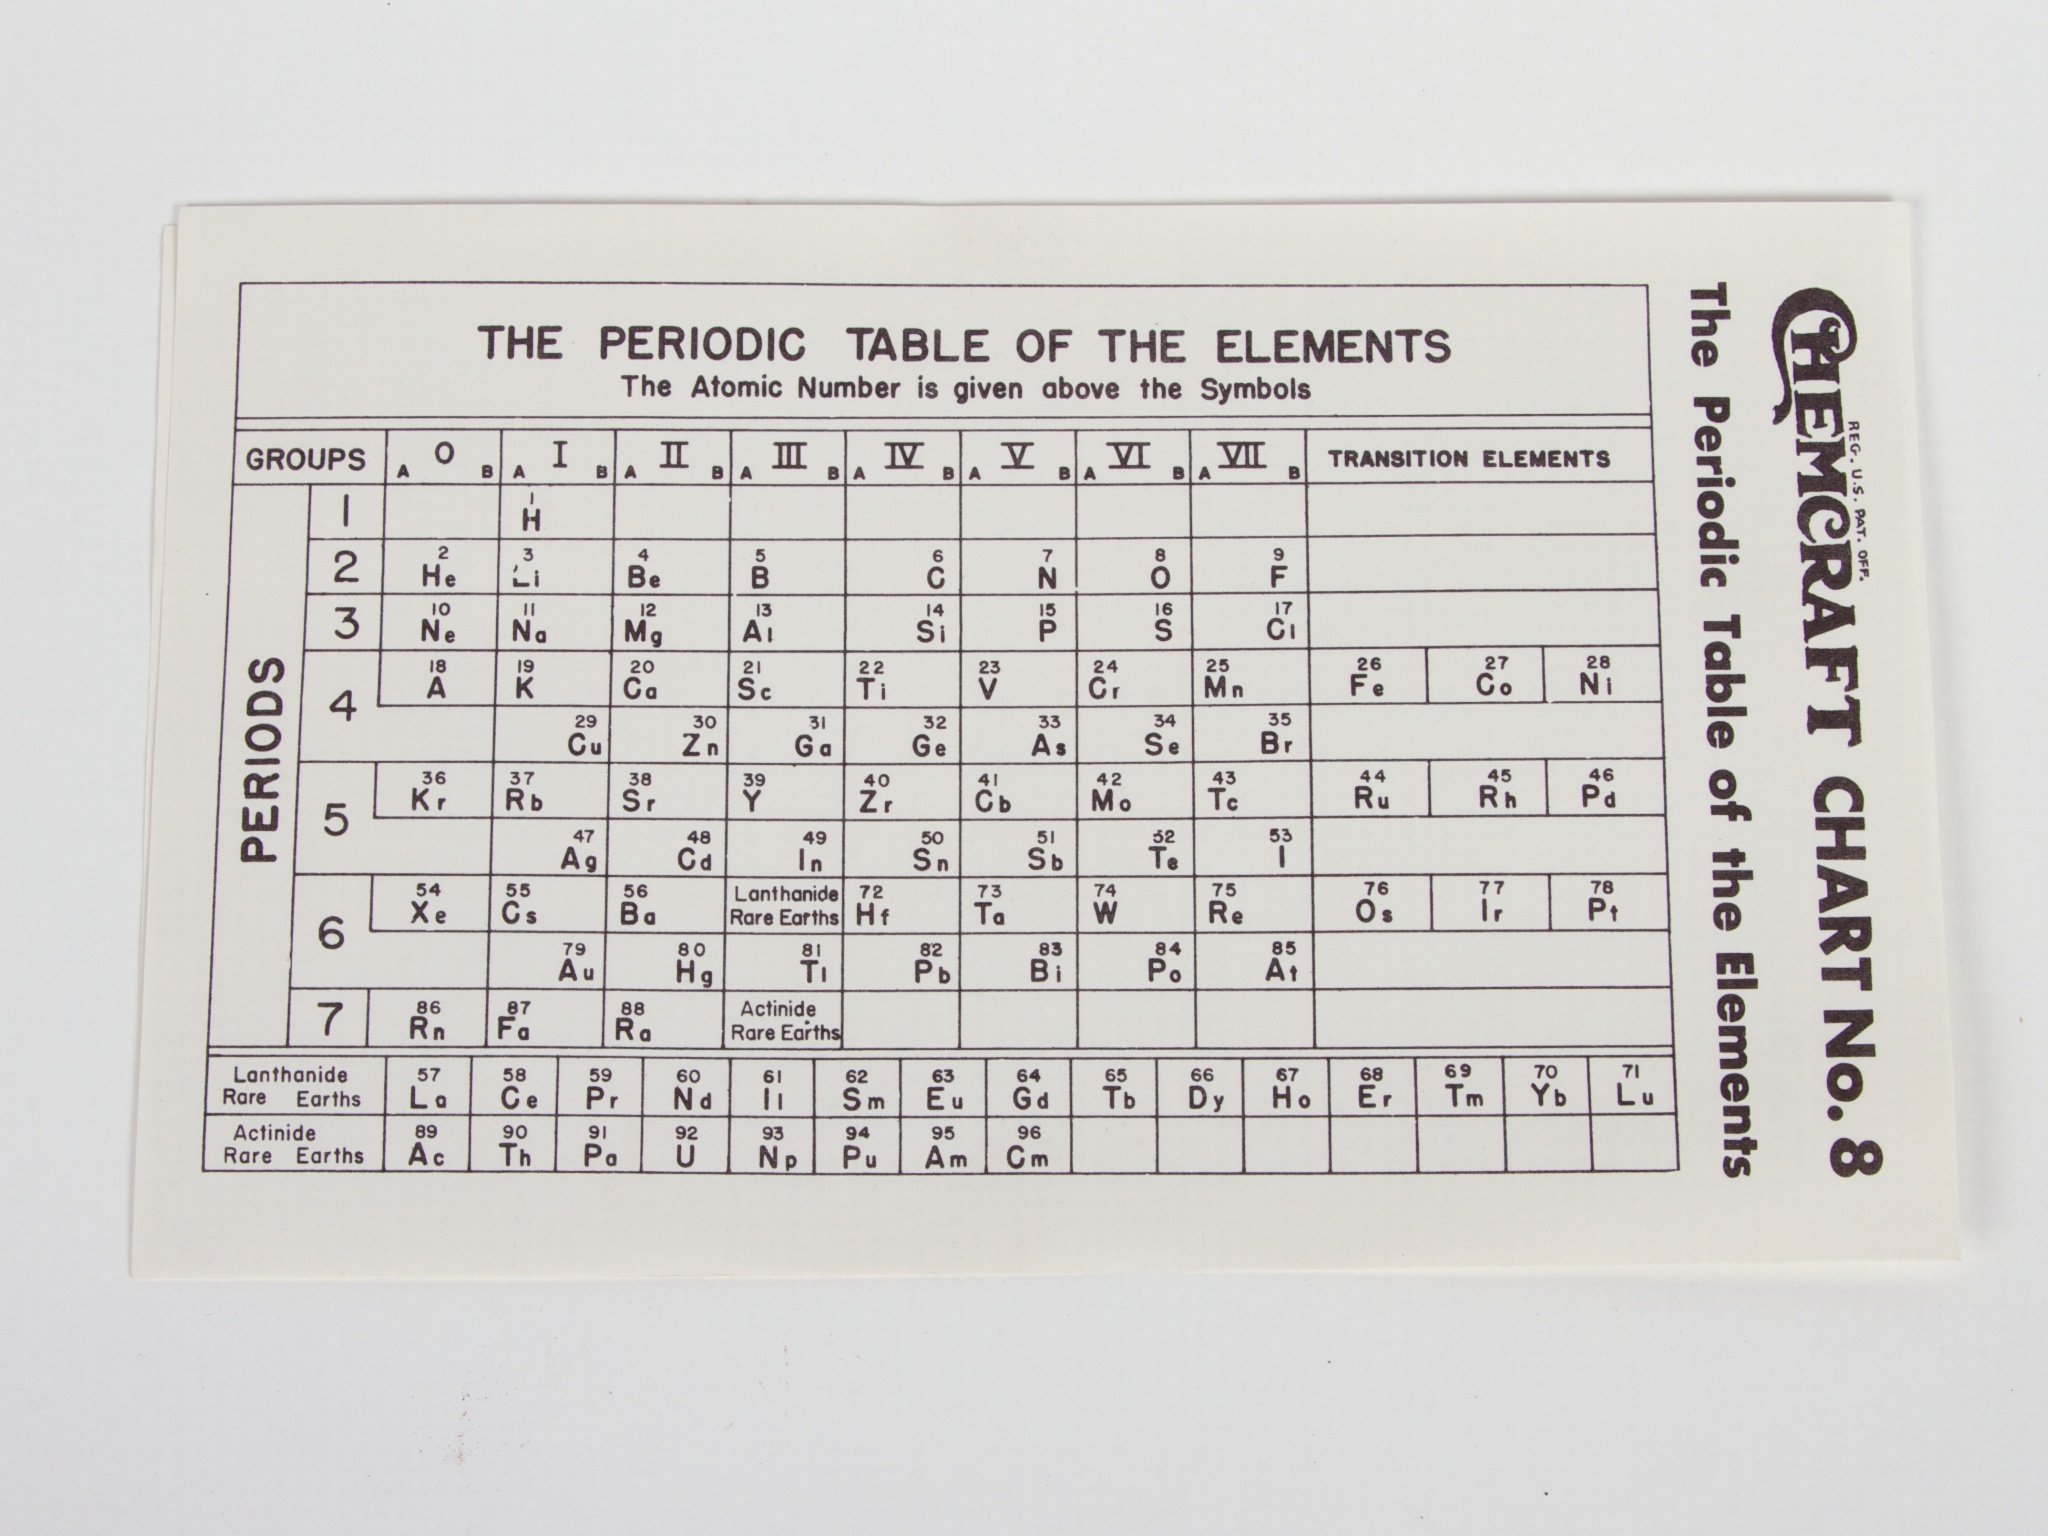 THE PERIODIC TABLE OF THE ELEMENTS
The Atomic Number is given above the Symbols
GROUPS A O B A I B A II B A III B A IV B A V B A VI B A VII B TRANSITION ELEMENTS
PERIODS
1
1
H
2
2 3 4 5 6 7 8 9
He Li Be B C N O F
3
10 11 12 13 14 15 16 17
Ne Na Mg Al Si P S Cl
4
18 19 20 21 22 23 24 25 26 27 28
A K Ca Sc Ti V Cr Mn Fe Co Ni
29 30 31 32 33 34 35
Cu Zn Ga Ge As Se Br
5
36 37 38 39 40 41 42 43 44 45 46
Kr Rb Sr Y Zr Cb Mo Tc Ru Rh Pd
47 48 49 50 51 52 53
Ag Cd In Sn Sb Te I
6
54 55 56 Lanthanide 72 73 74 75 76 77 78
Xe Cs Ba Rare Earths Hf Ta W Re Os Ir Pt
79 80 81 82 83 84 85
Au Hg Tl Pb Bi Po At
7
86 87 88 Actinide
Rn Fa Ra Rare Earths
Lanthanide 57 58 59 60 61 62 63 64 65 66 67 68 69 70 71
Rare Earths La Ce Pr Nd Il Sm Eu Gd Tb Dy Ho Er Tm Yb Lu
Actinide 89 90 91 92 93 94 95 96
Rare Earths Ac Th Pa U Np Pu Am Cm
CHEMCRAFT CHART No. 8
REG. U.S. PAT. OFF.
The Periodic Table of the Elements